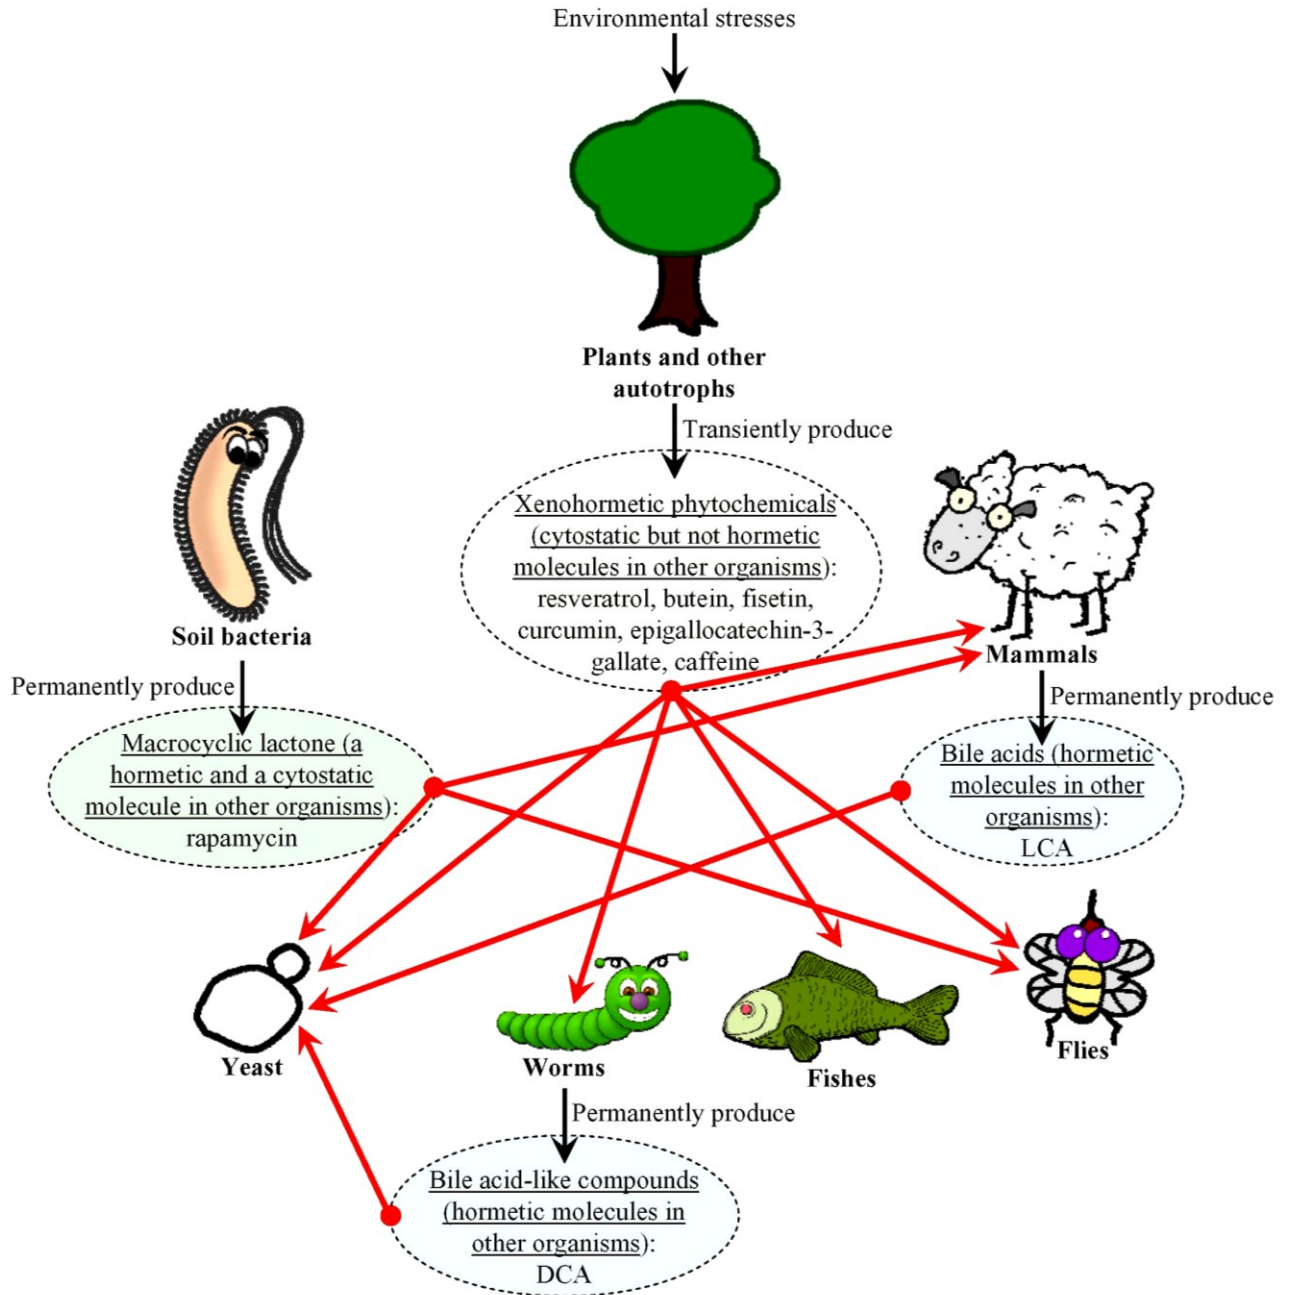 Environmental stresses
Plants and other
autotrophs
Transiently produce
Xenohormetic phytochemicals
(cytostatic but not hormetic
molecules in other organisms):
resveratrol, butein, fisetin,
curcumin, epigallocatechin-3-
gallate, caffeine
Soil bacteria
Permanently produce
Macrocyclic lactone (a
hormetic and a cytostatic
molecule in other organisms):
rapamycin
Mammals
Permanently produce
Bile acids (hormetic
molecules in other
organisms):
LCA
Yeast
Worms
Fishes
Flies
Permanently produce
Bile acid-like compounds
(hormetic molecules in
other organisms):
DCA